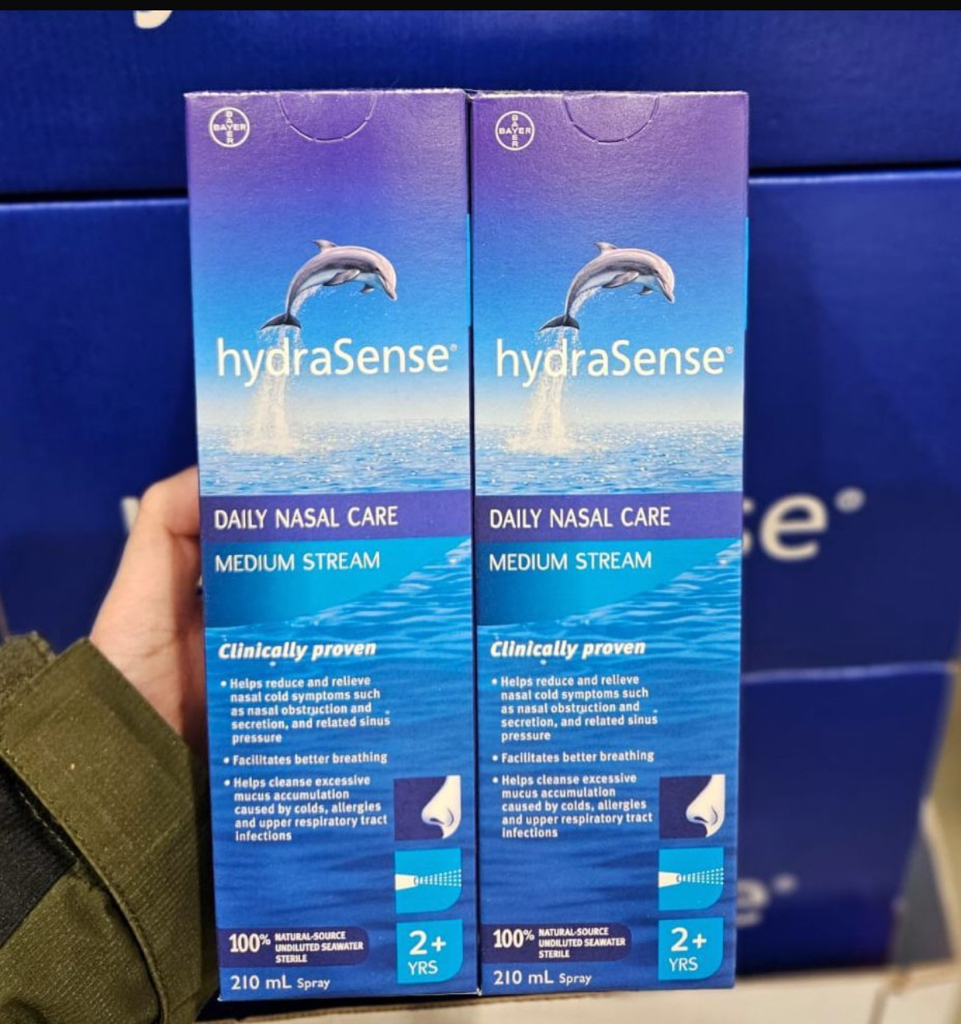 BAYER
BAYER
hydraSense®
DAILY NASAL CARE
MEDIUM STREAM
Clinically proven
• Helps reduce and relieve
nasal cold symptoms such
as nasal obstruction and
secretion, and related sinus
pressure
• Facilitates better breathing
• Helps cleanse excessive
mucus accumulation
caused by colds, allergies
and upper respiratory tract
infections
100% NATURAL-SOURCE
UNDILUTED SEAWATER
STERILE
2+
YRS
210 mL Spray
BAYER
BAYER
hydraSense®
DAILY NASAL CARE
MEDIUM STREAM
Clinically proven
• Helps reduce and relieve
nasal cold symptoms such
as nasal obstruction and
secretion, and related sinus
pressure
• Facilitates better breathing
• Helps cleanse excessive
mucus accumulation
caused by colds, allergies
and upper respiratory tract
infections
100% NATURAL-SOURCE
UNDILUTED SEAWATER
STERILE
2+
YRS
210 mL Spray
se®
e®